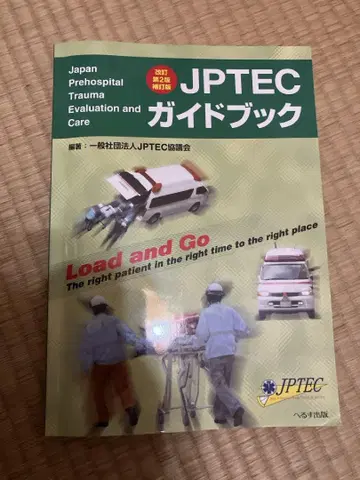 Japan
Prehospital
Trauma
Evaluation and
Care
改訂
第2版
補訂版
JPTEC
ガイドブック
編著：一般社団法人JPTEC協議会
Load and Go
The right patient in the right time to the right place
JPTEC
へるす出版